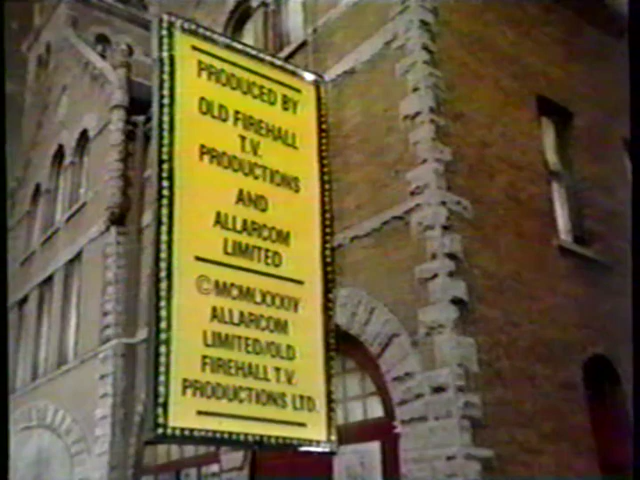 PRODUCED BY
OLD FIREHALL
T.V.
PRODUCTIONS
AND
ALLARCOM
LIMITED
©MCMLXXXIV
ALLARCOM
LIMITED/OLD
FIREHALL T.V.
PRODUCTIONS LTD.